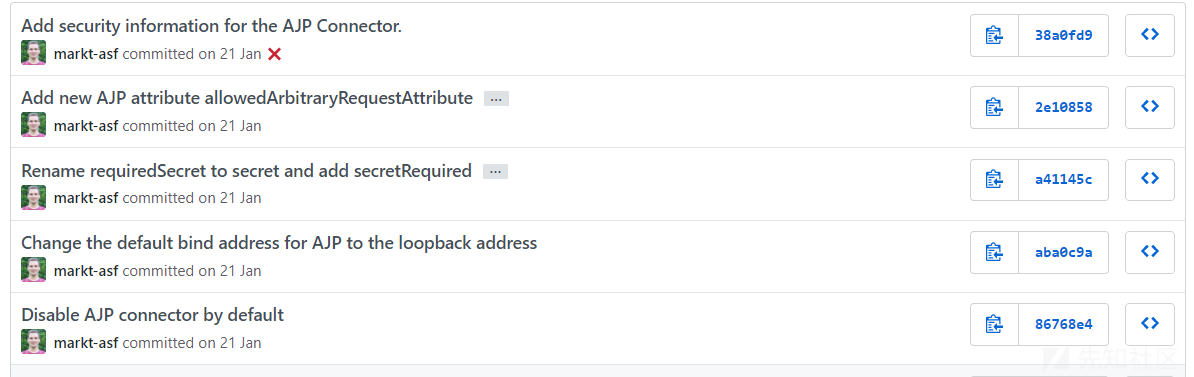 Add security information for the AJP Connector.
markt-asf committed on 21 Jan
38a0fd9
Add new AJP attribute allowedArbitraryRequestAttribute ...
markt-asf committed on 21 Jan
2e10858
Rename requiredSecret to secret and add secretRequired ...
markt-asf committed on 21 Jan
a41145c
Change the default bind address for AJP to the loopback address
markt-asf committed on 21 Jan
aba0c9a
Disable AJP connector by default
markt-asf committed on 21 Jan
86768e4
先知社区